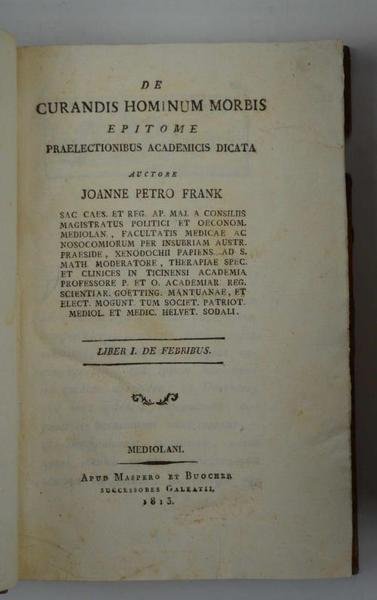 DE
CURANDIS HOMINUM MORBIS
EPITOME
PRAELECTIONIBUS ACADEMICIS DICATA
AUCTORE
JOANNE PETRO FRANK
SAC CAES. ET REG. AP. MAJ. A CONSILIIS
MAGISTRATUS POLITICI ET OECONOM.
MEDIOLAN., FACULTATIS MEDICAE AC
NOSOCOMIORUM PER INSUBRIAM AUSTR.
PRAESIDE, XENODOCHII PAPIENS. AD S.
MATH MODERATORE, THERAPIAE SPEC.
ET CLINICES IN TICINENSI ACADEMIA
PROFESSORE P. ET O. ACADEMIAR. REG.
SCIENTIAR. GOETTING. MANTUANAE, ET
ELECT. MOGUNT TUM SOCIET. PATRIOT.
MEDIOL. ET MEDIC. HELVET. SODALI.
LIBER I. DE FEBRIBUS.
MEDIOLANI.
APUD MASPERO ET BUOCHER
SUCCESSORES GALEATII,
1813.